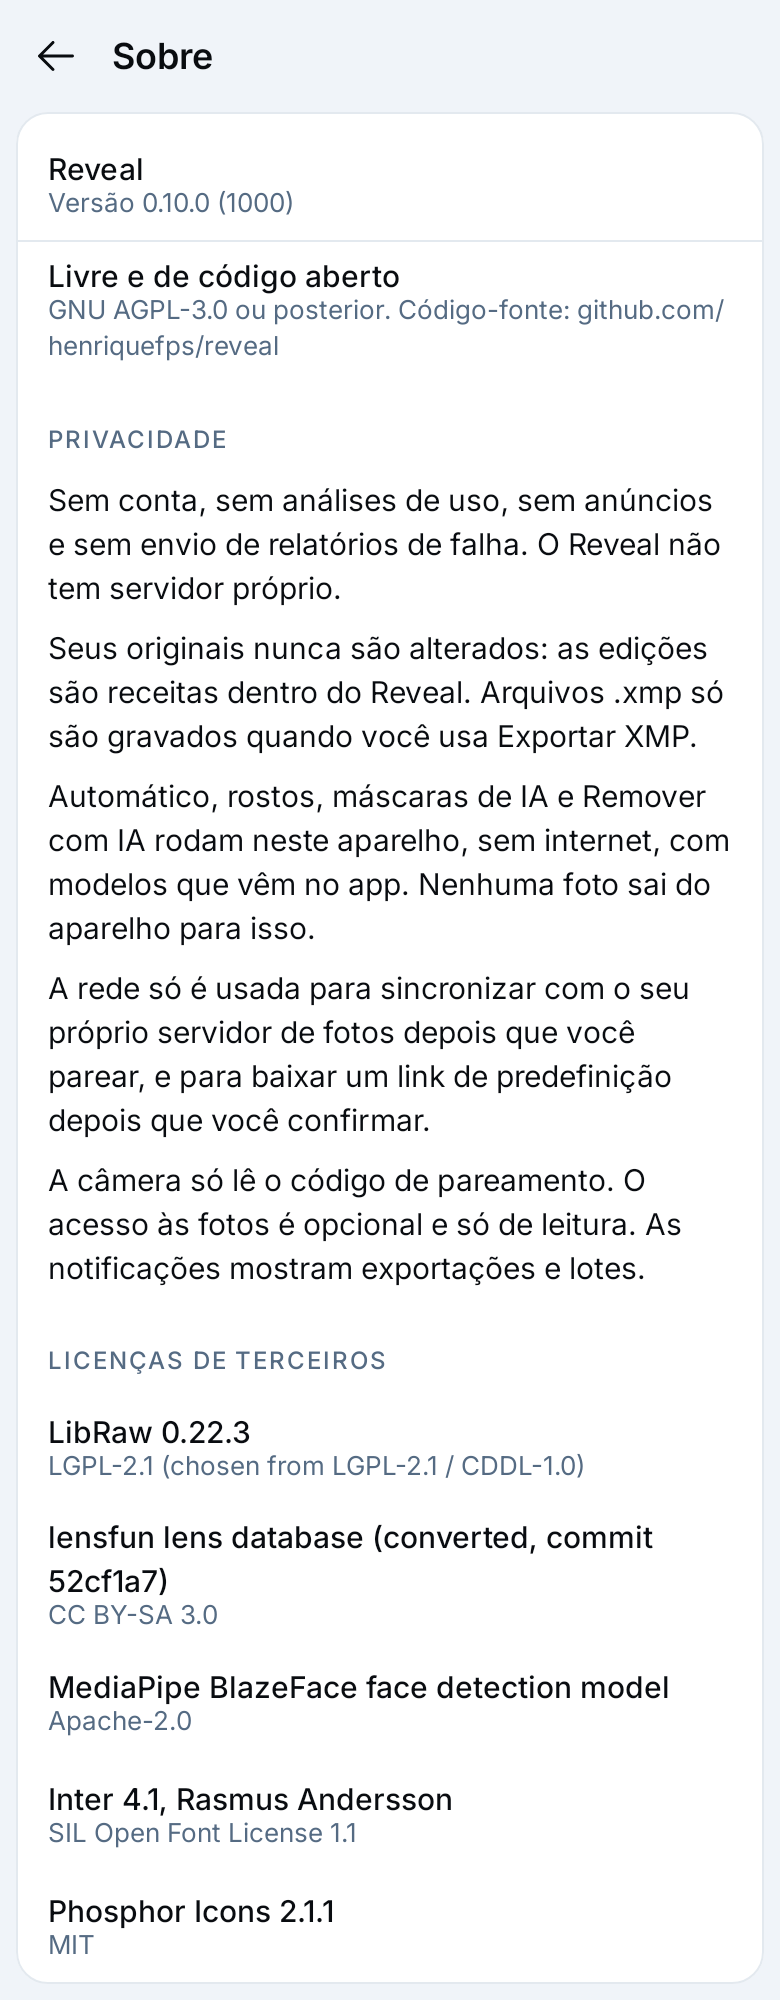 Sobre
Reveal
Versão 0.10.0 (1000)
Livre e de código aberto
GNU AGPL-3.0 ou posterior. Código-fonte: github.com/
henriquefps/reveal
PRIVACIDADE
Sem conta, sem análises de uso, sem anúncios
e sem envio de relatórios de falha. O Reveal não
tem servidor próprio.
Seus originais nunca são alterados: as edições
são receitas dentro do Reveal. Arquivos .xmp só
são gravados quando você usa Exportar XMP.
Automático, rostos, máscaras de IA e Remover
com IA rodam neste aparelho, sem internet, com
modelos que vêm no app. Nenhuma foto sai do
aparelho para isso.
A rede só é usada para sincronizar com o seu
próprio servidor de fotos depois que você
parear, e para baixar um link de predefinição
depois que você confirmar.
A câmera só lê o código de pareamento. O
acesso às fotos é opcional e só de leitura. As
notificações mostram exportações e lotes.
LICENÇAS DE TERCEIROS
LibRaw 0.22.3
LGPL-2.1 (chosen from LGPL-2.1 / CDDL-1.0)
lensfun lens database (converted, commit
52cf1a7)
CC BY-SA 3.0
MediaPipe BlazeFace face detection model
Apache-2.0
Inter 4.1, Rasmus Andersson
SIL Open Font License 1.1
Phosphor Icons 2.1.1
MIT